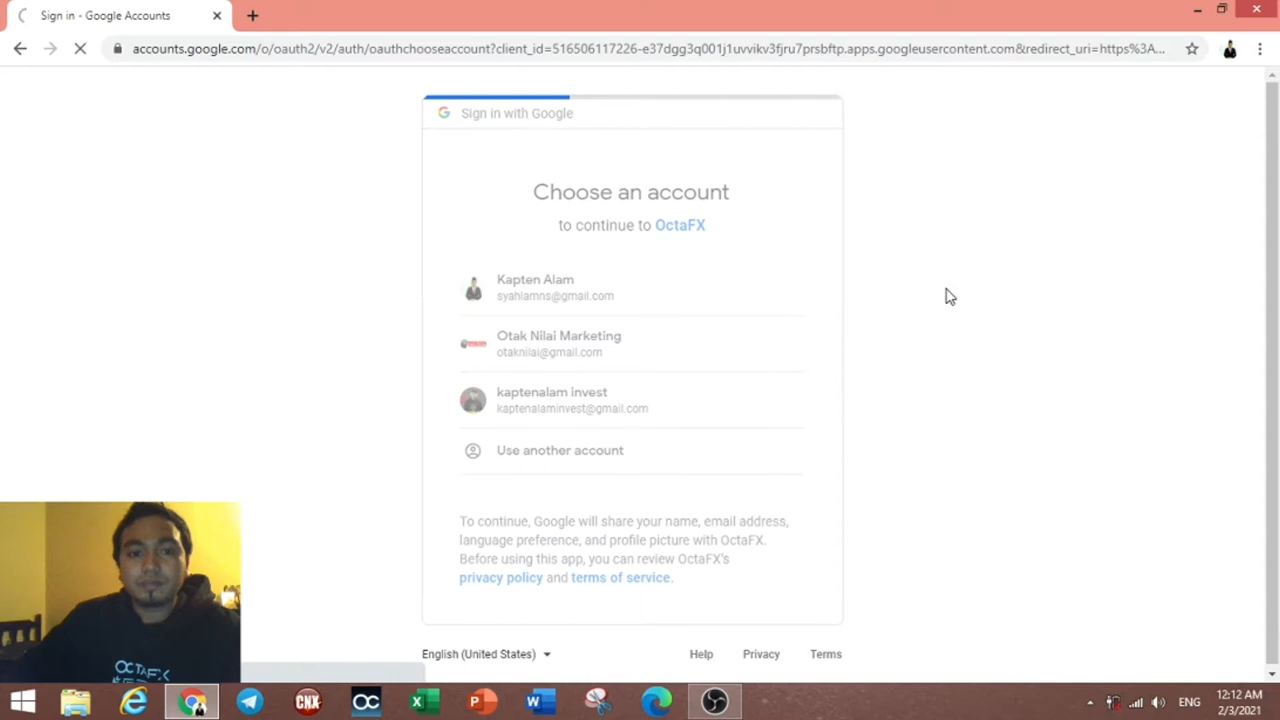 Sign in - Google Accounts
accounts.google.com/o/oauth2/v2/auth/oauthchooseaccount?client_id=516506117226-e37dgg3q001j1uvvikv3fjru7prsbftp.apps.googleusercontent.com&redirect_uri=https%3A...
Sign in with Google
Choose an account
to continue to OctaFX
Kapten Alam
syahlamns@gmail.com
Otak Nilai Marketing
otaknilai@gmail.com
kaptenalam invest
kaptenalaminvest@gmail.com
Use another account
To continue, Google will share your name, email address,
language preference, and profile picture with OctaFX.
Before using this app, you can review OctaFX's
privacy policy and terms of service.
English (United States)
Help
Privacy
Terms
OCTAFX
CNX
OC
ENG
12:12 AM
2/3/2021